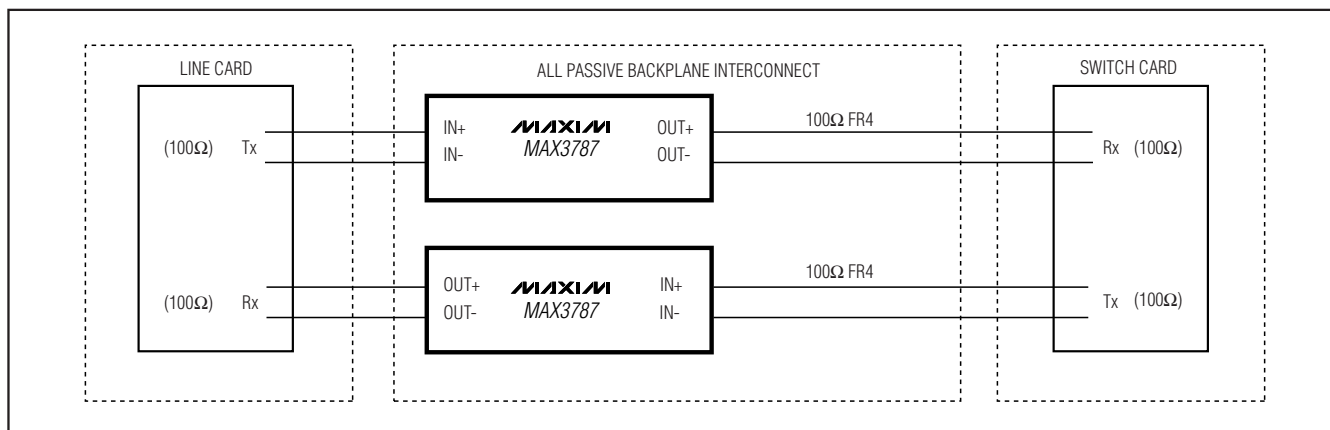 LINE CARD
ALL PASSIVE BACKPLANE INTERCONNECT
SWITCH CARD
(100Ω) Tx
IN+ MAXIM OUT+
IN- MAX3787 OUT-
100Ω FR4
Rx (100Ω)
(100Ω) Rx
OUT+ MAXIM IN+
OUT- MAX3787 IN-
100Ω FR4
Tx (100Ω)